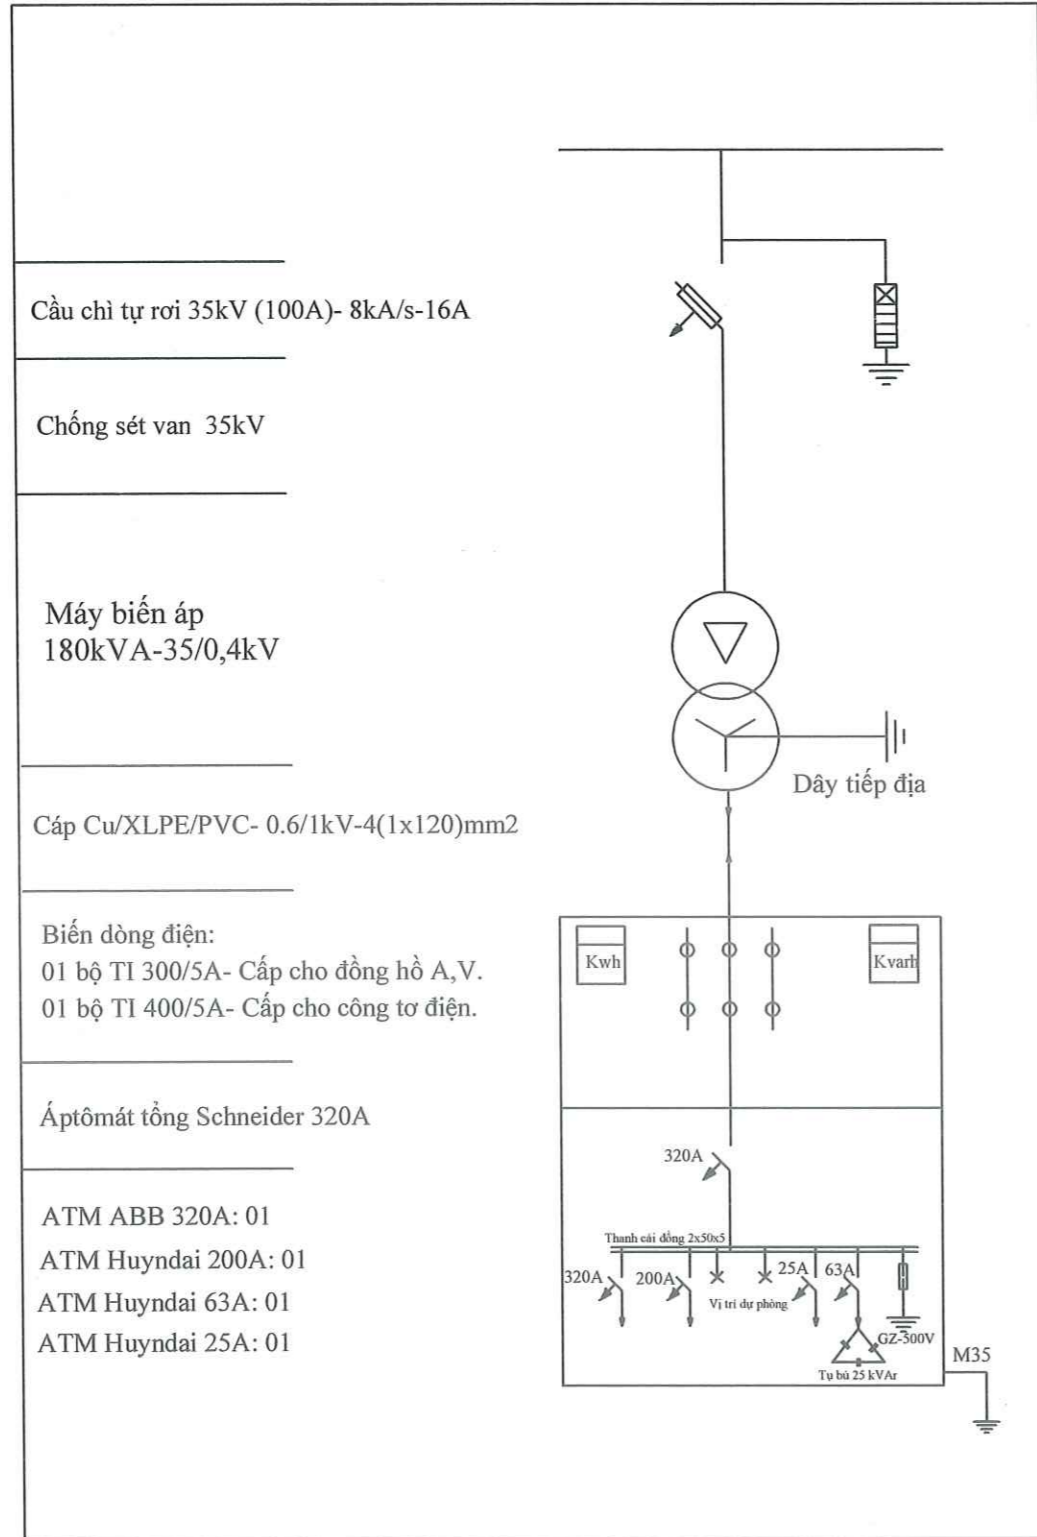 Cầu chì tự rơi 35kV (100A)- 8kA/s-16A
Chống sét van 35kV
Máy biến áp
180kVA-35/0,4kV
Dây tiếp địa
Cáp Cu/XLPE/PVC- 0.6/1kV-4(1x120)mm2
Biến dòng điện:
01 bộ TI 300/5A- Cấp cho đồng hồ A,V.
01 bộ TI 400/5A- Cấp cho công tơ điện.
Kwh
Kvarh
Áptômát tổng Schneider 320A
320A
ATM ABB 320A: 01
ATM Huyndai 200A: 01
ATM Huyndai 63A: 01
ATM Huyndai 25A: 01
Thanh cái đồng 2x50x5
320A
200A
25A
63A
Vị trí dự phòng
GZ-500V
Tụ bù 25 kVAr
M35